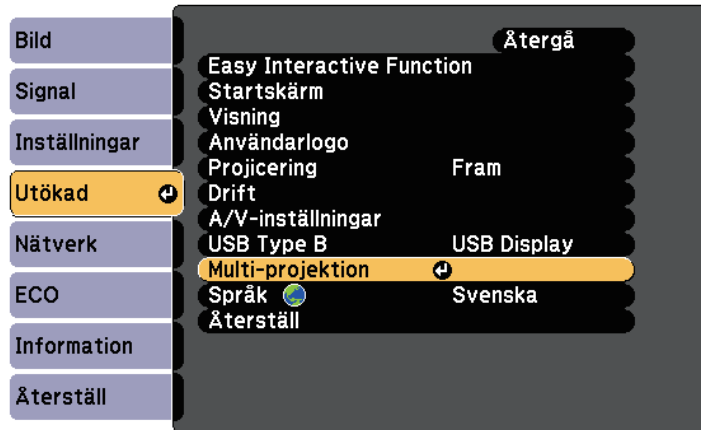 Bild
Signal
Inställningar
Utökad
Nätverk
ECO
Information
Återställ
Återgå
Easy Interactive Function
Startskärm
Visning
Användarlogo
Projicering Fram
Drift
A/V-inställningar
USB Type B USB Display
Multi-projektion
Språk Svenska
Återställ